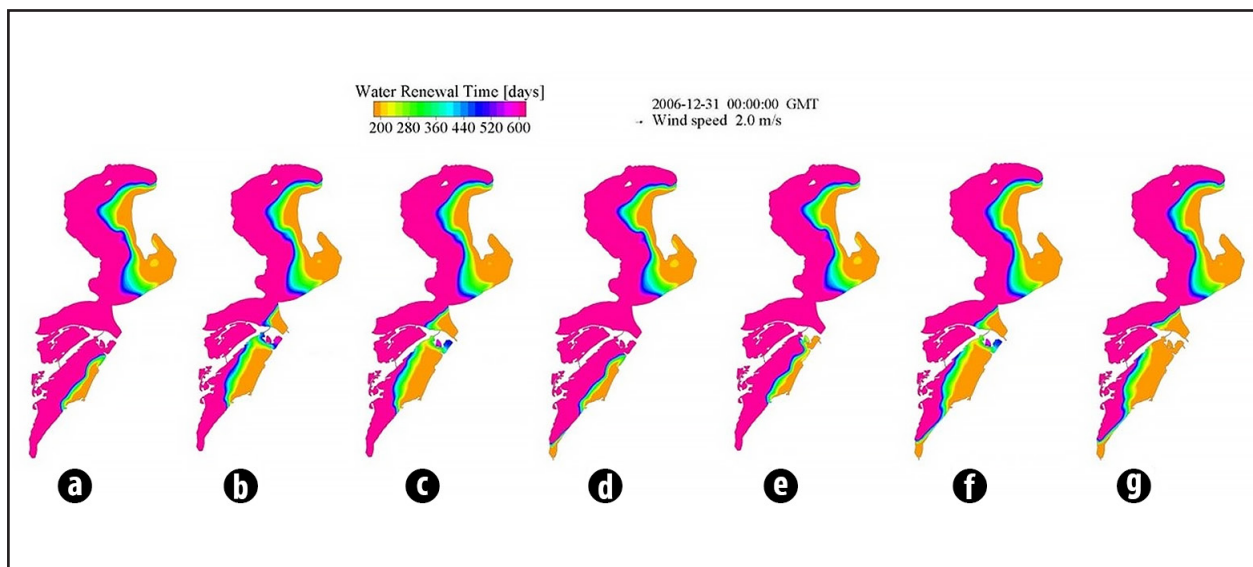 Water Renewal Time [days]
200 280 360 440 520 600
2006-12-31 00:00:00 GMT
→ Wind speed 2.0 m/s
a b c d e f g